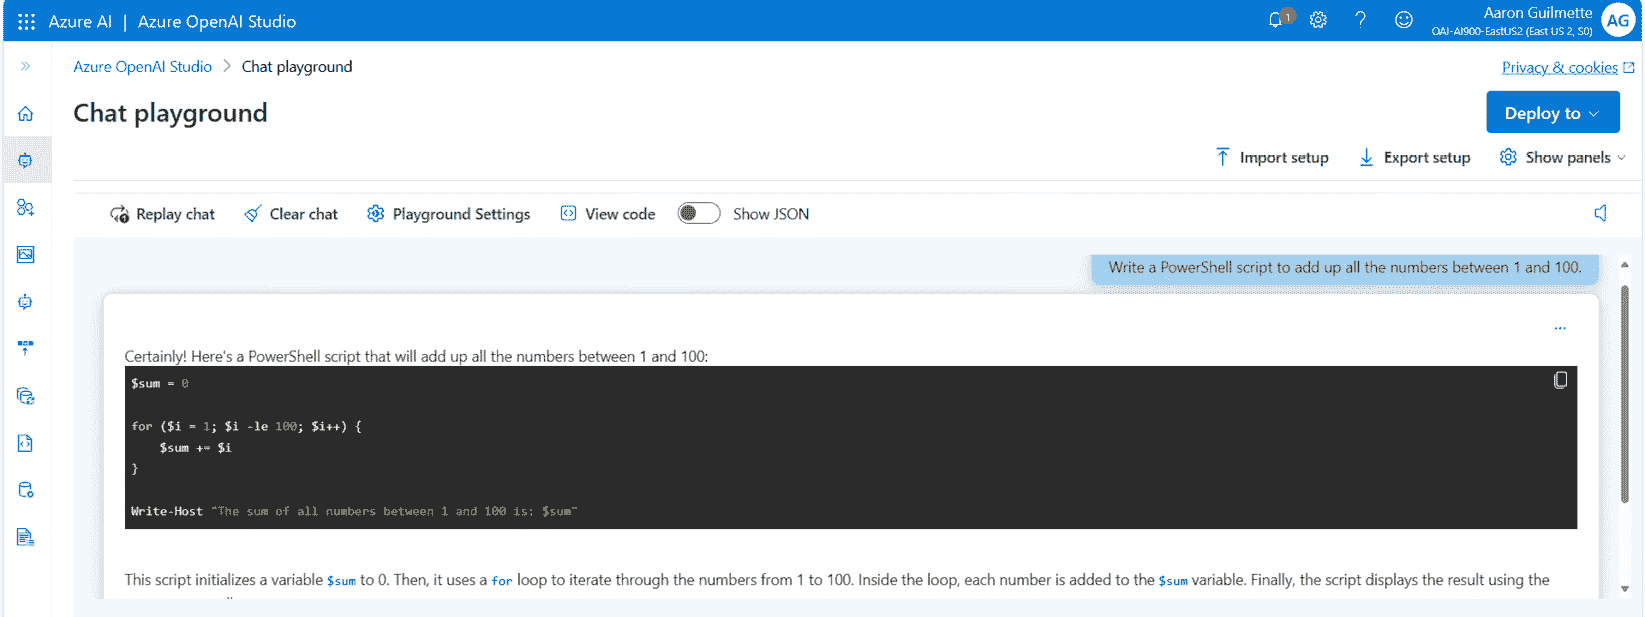 Azure AI | Azure OpenAI Studio
1
Aaron Guilmette
OAI-AI900-EastUS2 (East US 2, S0)
AG
Azure OpenAI Studio > Chat playground
Privacy & cookies
Chat playground
Deploy to
Import setup
Export setup
Show panels
Replay chat
Clear chat
Playground Settings
View code
Show JSON
Write a PowerShell script to add up all the numbers between 1 and 100.
...
Certainly! Here's a PowerShell script that will add up all the numbers between 1 and 100:
$sum = 0
for ($i = 1; $i -le 100; $i++) {
    $sum += $i
}
Write-Host "The sum of all numbers between 1 and 100 is: $sum"
This script initializes a variable $sum to 0. Then, it uses a for loop to iterate through the numbers from 1 to 100. Inside the loop, each number is added to the $sum variable. Finally, the script displays the result using the